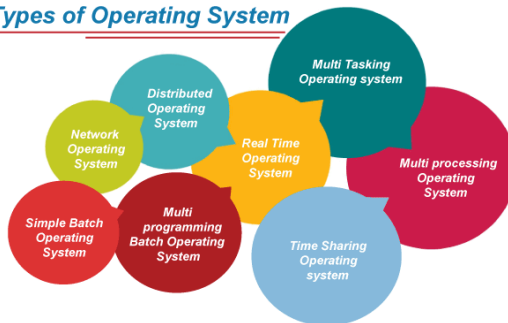 Types of Operating System
Multi Tasking
Operating system
Distributed
Operating
System
Network
Operating
System
Real Time
Operating
System
Multi processing
Operating
System
Simple Batch
Operating
System
Multi
programming
Batch Operating
System
Time Sharing
Operating
system